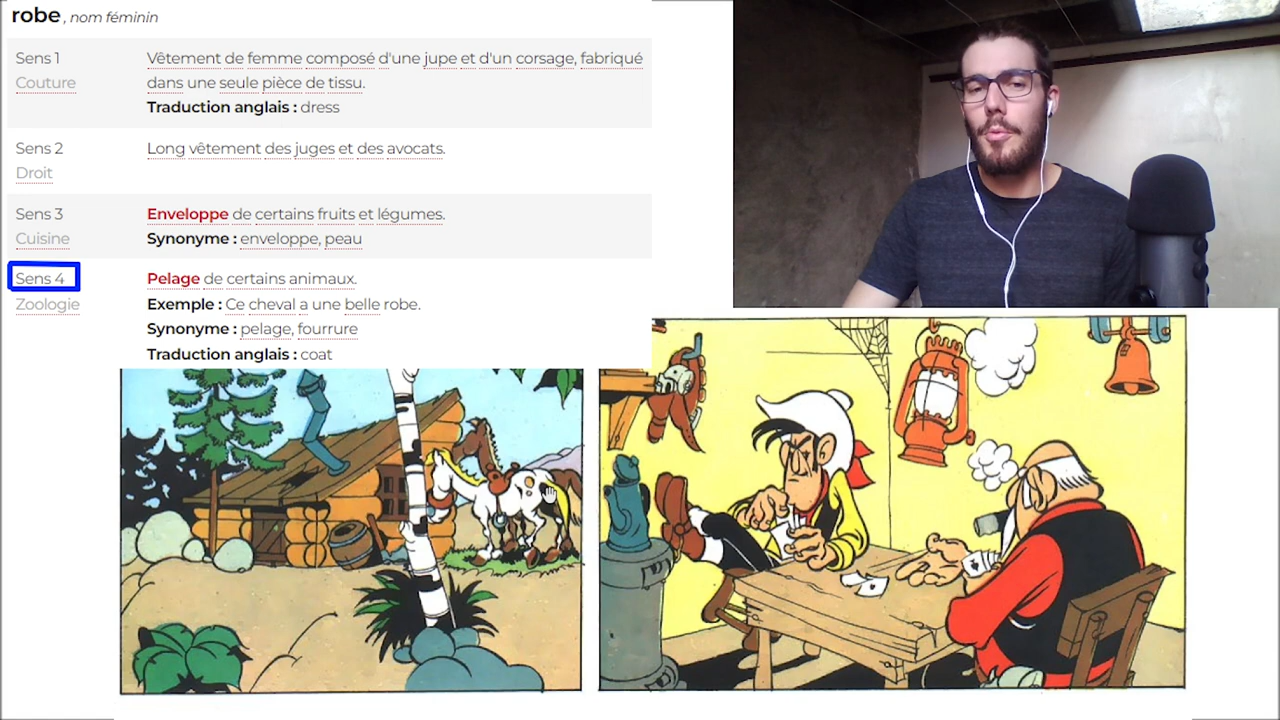 robe, nom féminin
Sens 1
Couture
Vêtement de femme composé d'une jupe et d'un corsage, fabriqué
dans une seule pièce de tissu.
Traduction anglais : dress
Sens 2
Droit
Long vêtement des juges et des avocats.
Sens 3
Cuisine
Enveloppe de certains fruits et légumes.
Synonyme : enveloppe, peau
Sens 4
Zoologie
Pelage de certains animaux.
Exemple : Ce cheval a une belle robe.
Synonyme : pelage, fourrure
Traduction anglais : coat